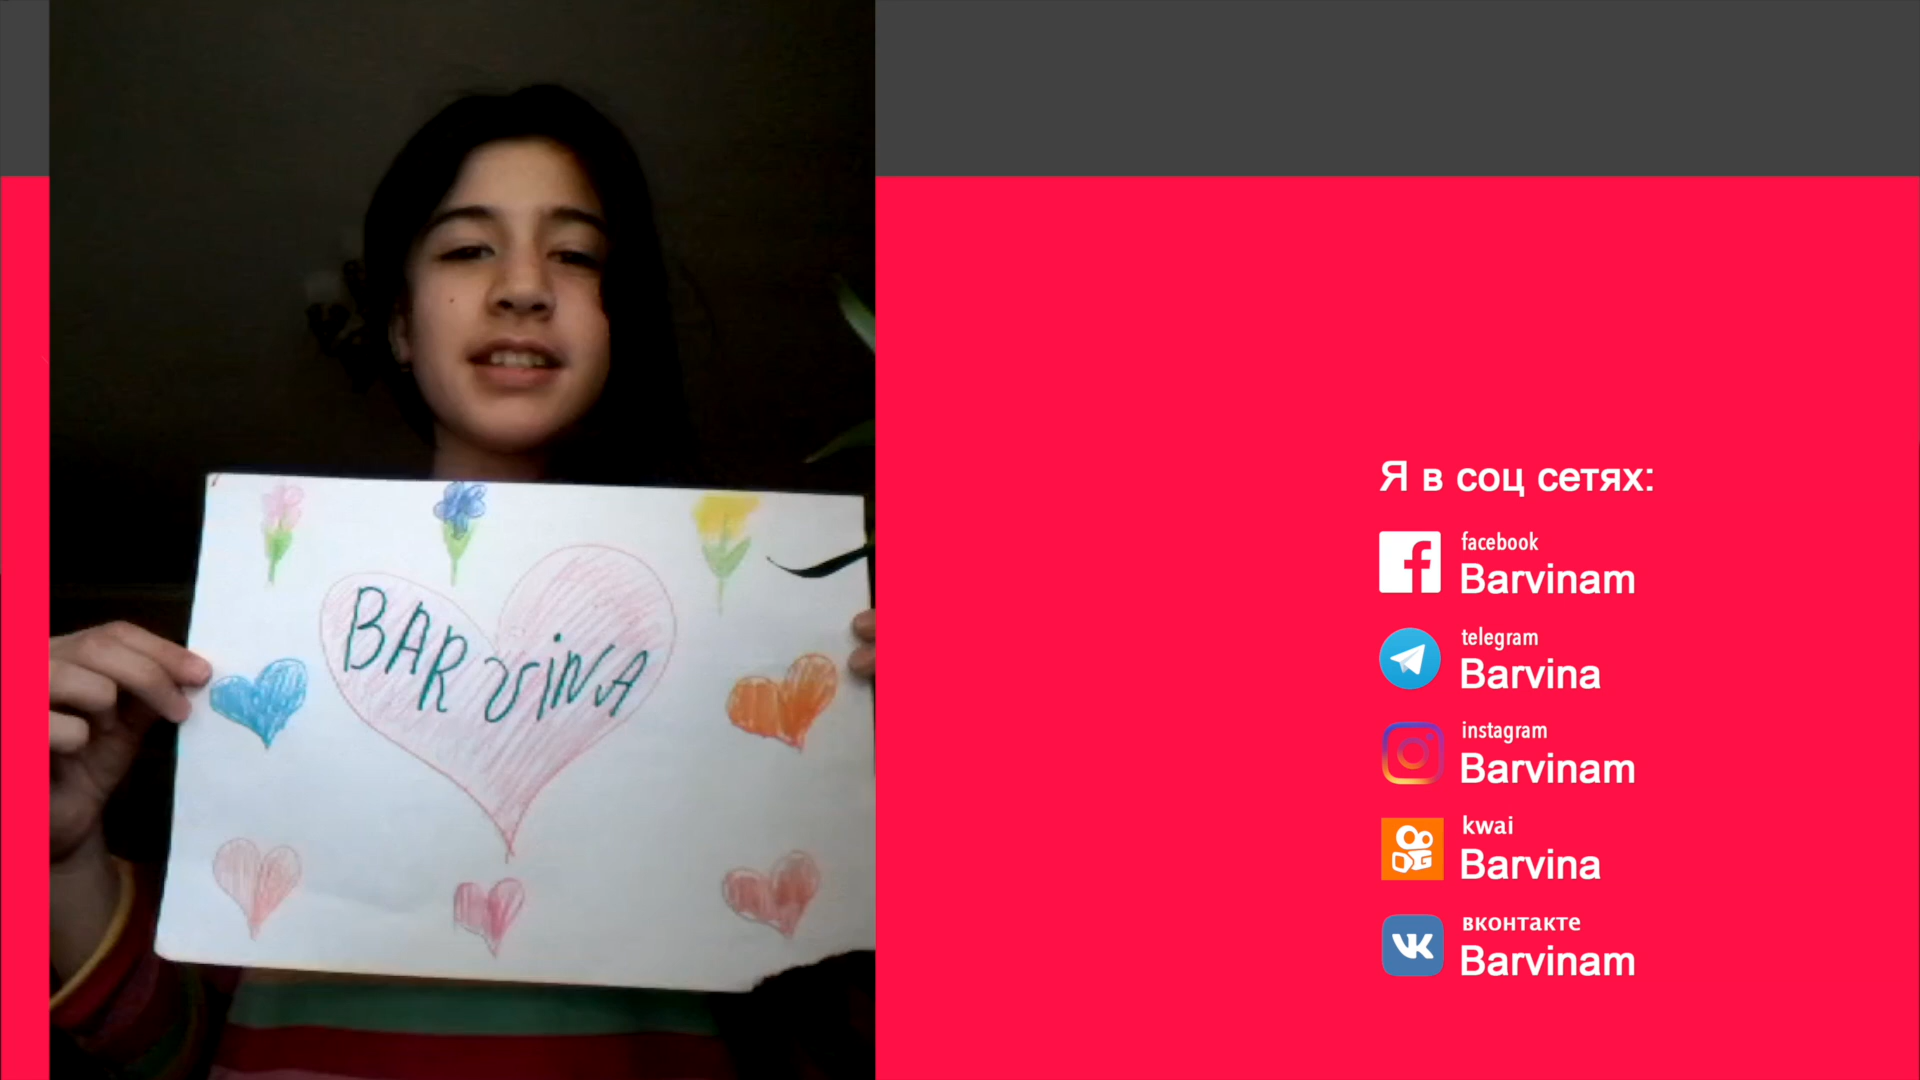 BARVINA
Я в соц сетях:
facebook
Barvinam
telegram
Barvina
instagram
Barvinam
kwai
Barvina
вконтакте
Barvinam